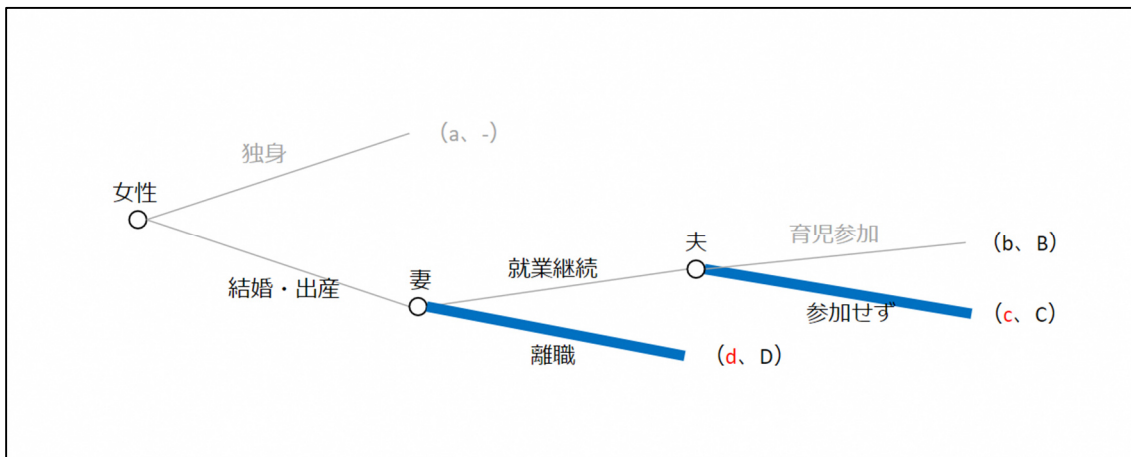 独身
（a、-）
女性
結婚・出産
妻
就業継続
夫
育児参加
（b、B）
参加せず
（c、C）
離職
（d、D）